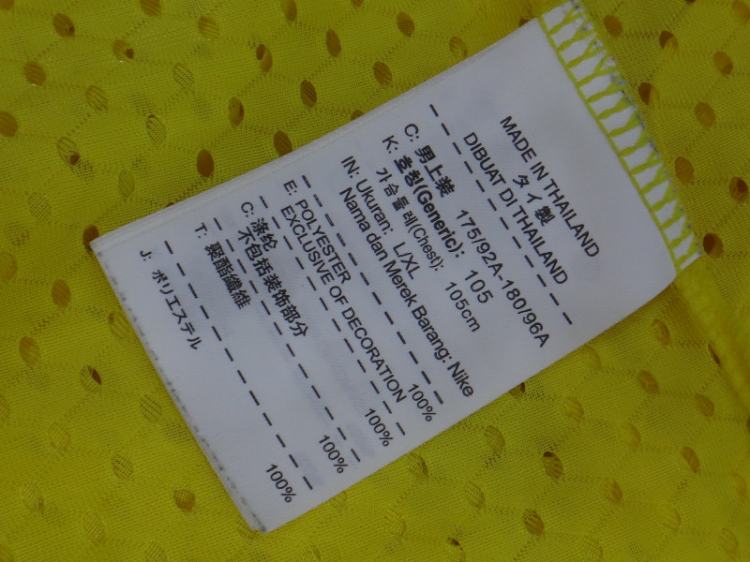 MADE IN THAILAND
タイ製
DIBUAT DI THAILAND
C: 男上装 175/92A-180/96A
K: 호칭(Generic): 105
가슴둘레(Chest): 105cm
IN: Ukuran: L/XL
Nama dan Merek Barang: Nike
E: POLYESTER 100%
EXCLUSIVE OF DECORATION
C: 涤纶 100%
不包括装饰部分
T: 聚酯纖維 100%
J: ポリエステル 100%